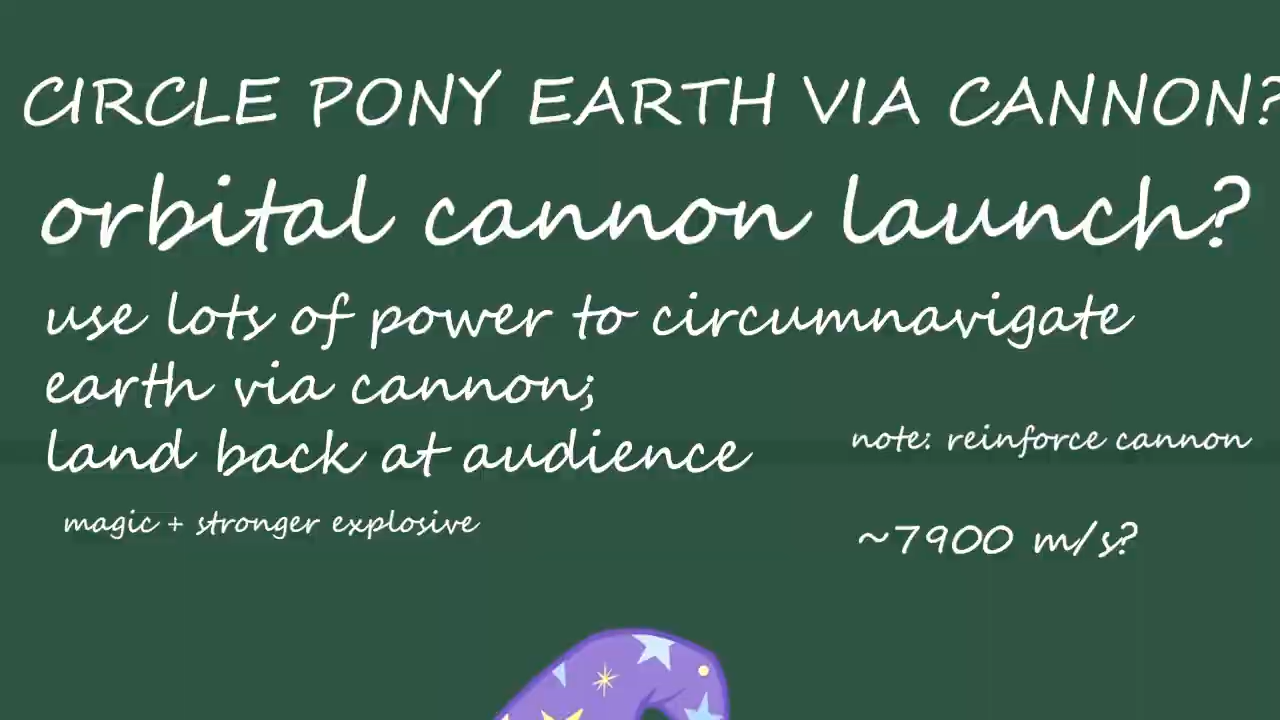 CIRCLE PONY EARTH VIA CANNON?
orbital cannon launch?
use lots of power to circumnavigate
earth via cannon;
land back at audience
note: reinforce cannon
magic + stronger explosive
~7900 m/s?